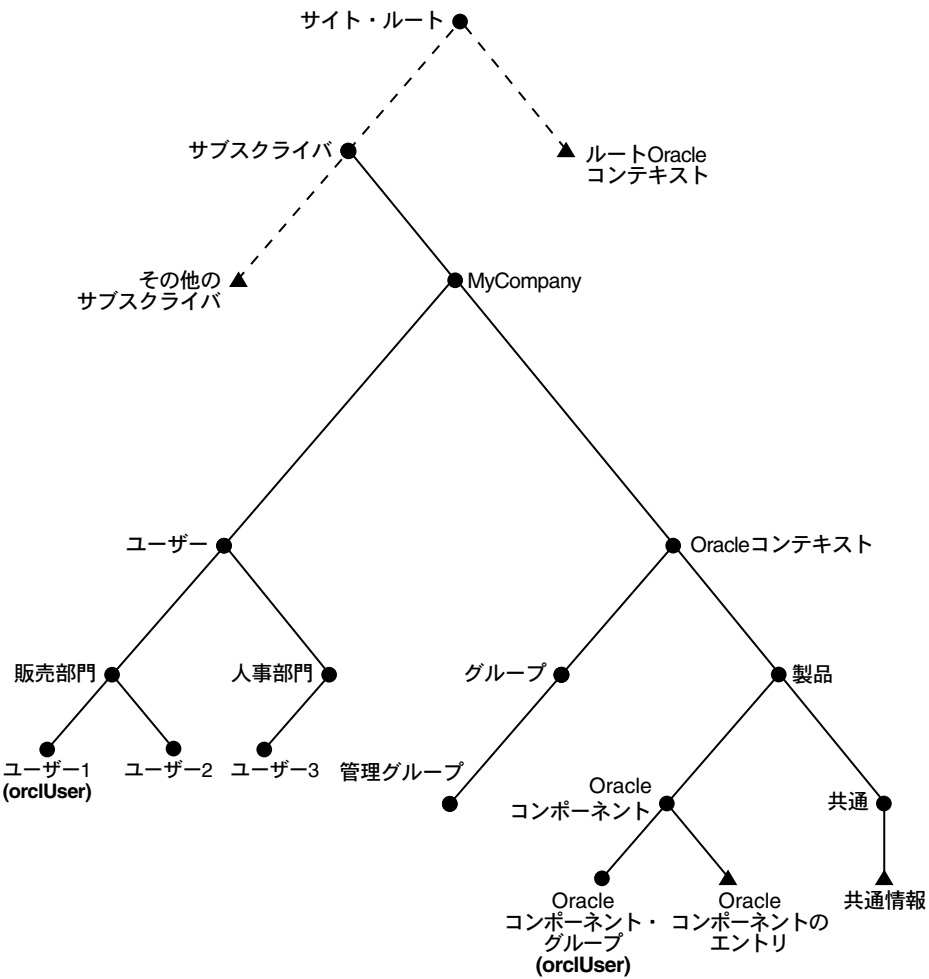 サイト・ルート
サブスクライバ
ルートOracle
コンテキスト
その他の
サブスクライバ
MyCompany
ユーザー
Oracleコンテキスト
販売部門
人事部門
グループ
製品
ユーザー1
(orclUser)
ユーザー2
ユーザー3
管理グループ
Oracle
コンポーネント
共通
Oracle
コンポーネント・
グループ
(orclUser)
Oracle
コンポーネントの
エントリ
共通情報